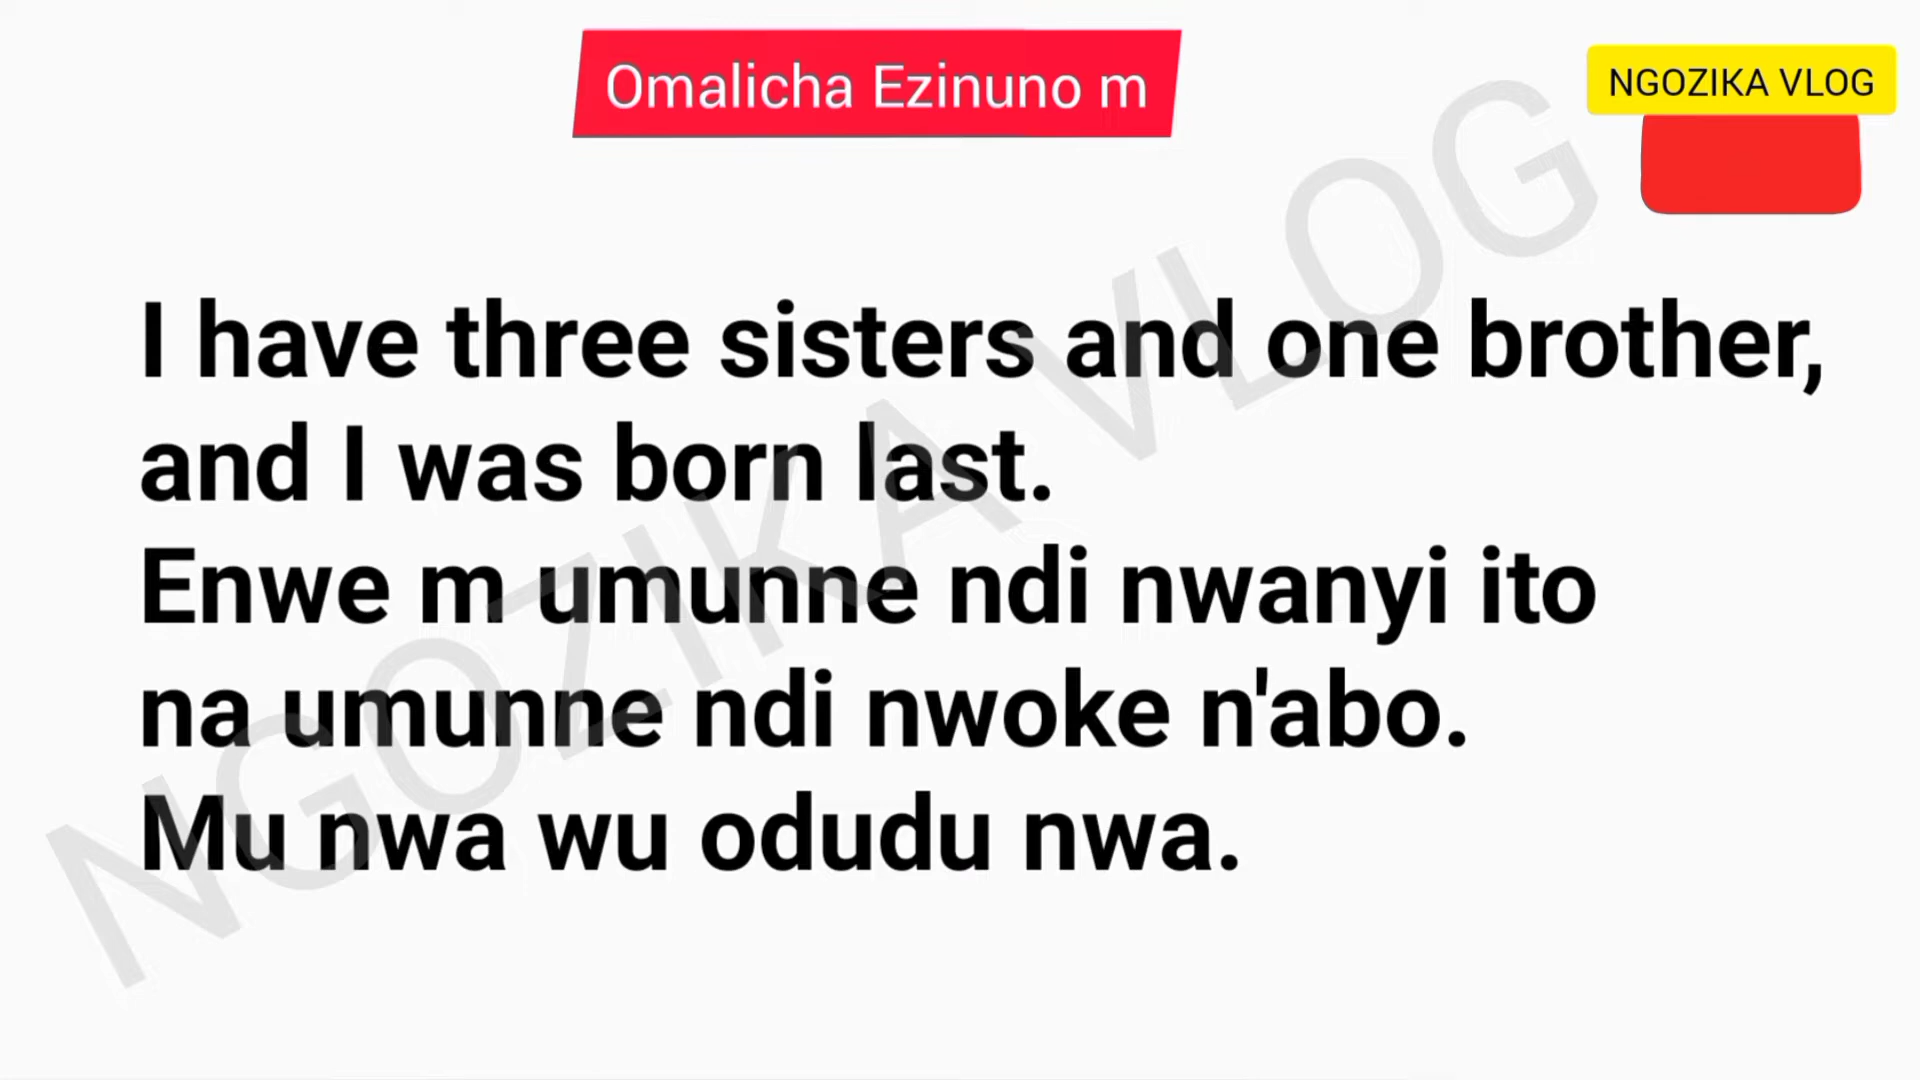 Omalicha Ezinuno m
NGOZIKA VLOG
I have three sisters and one brother,
and I was born last.
Enwe m umunne ndi nwanyi ito
na umunne ndi nwoke n'abo.
Mu nwa wu odudu nwa.
NGOZIKA VLOG